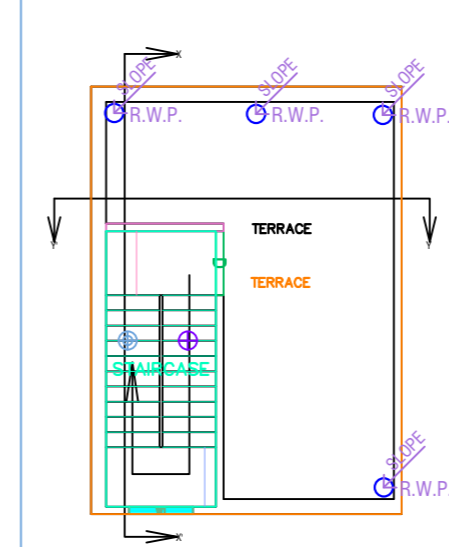 X
SLOPE
SLOPE
SLOPE
R.W.P.
R.W.P.
R.W.P.
TERRACE
Y
Y
TERRACE
D
STAIRCASE
SLOPE
R.W.P.
X